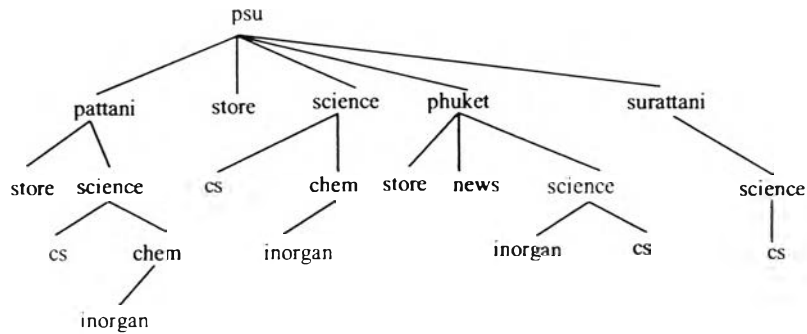 psu
pattani store science phuket surattani
store science cs chem store news science science
cs chem inorgan inorgan cs cs
inorgan